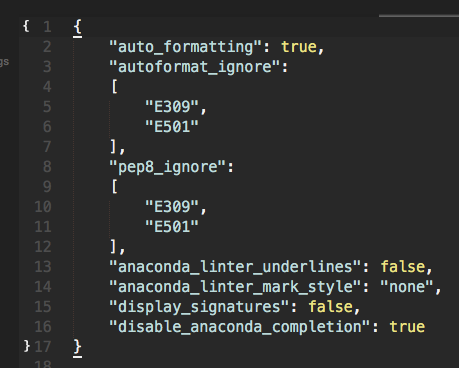 gs
{ 1 {
2 "auto_formatting": true,
3 "autoformat_ignore":
4 [
5 "E309",
6 "E501"
7 ],
8 "pep8_ignore":
9 [
10 "E309",
11 "E501"
12 ],
13 "anaconda_linter_underlines": false,
14 "anaconda_linter_mark_style": "none",
15 "display_signatures": false,
16 "disable_anaconda_completion": true
} 17 }
18